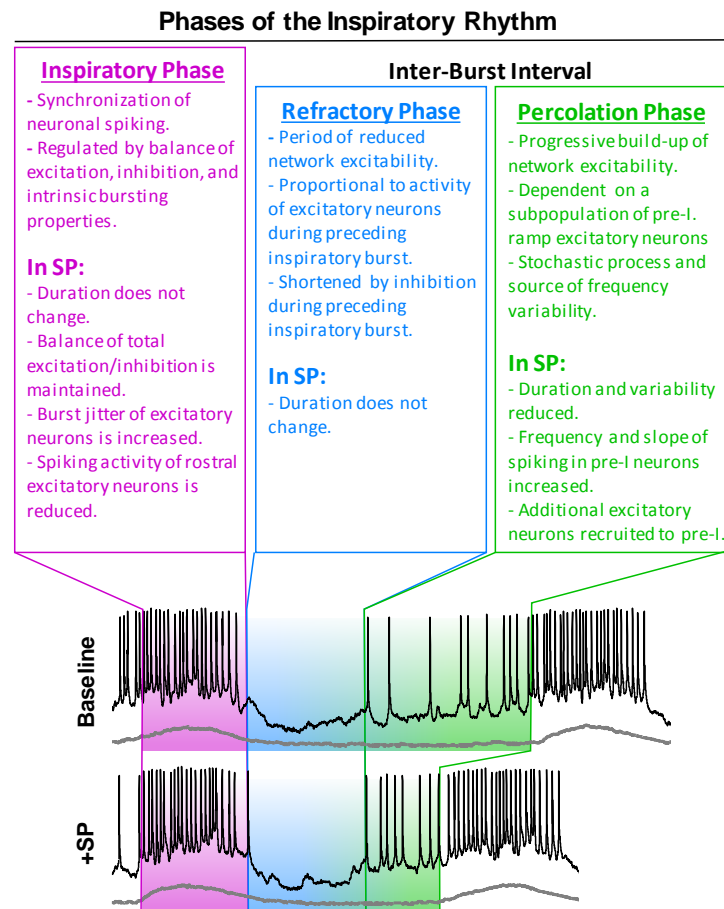 Phases of the Inspiratory Rhythm
Inspiratory Phase
- Synchronization of
neuronal spiking.
- Regulated by balance of
excitation, inhibition, and
intrinsic bursting
properties.
In SP:
- Duration does not
change.
- Balance of total
excitation/inhibition is
maintained.
- Burst jitter of excitatory
neurons is increased.
- Spiking activity of rostral
excitatory neurons is
reduced.
Inter-Burst Interval
Refractory Phase
- Period of reduced
network excitability.
- Proportional to activity
of excitatory neurons
during preceding
inspiratory burst.
- Shortened by inhibition
during preceding
inspiratory burst.
In SP:
- Duration does not
change.
Percolation Phase
- Progressive build-up of
network excitability.
- Dependent on a
subpopulation of pre-I.
ramp excitatory neurons
- Stochastic process and
source of frequency
variability.
In SP:
- Duration and variability
reduced.
- Frequency and slope of
spiking in pre-I neurons
increased.
- Additional excitatory
neurons recruited to pre-I.
Baseline
+SP